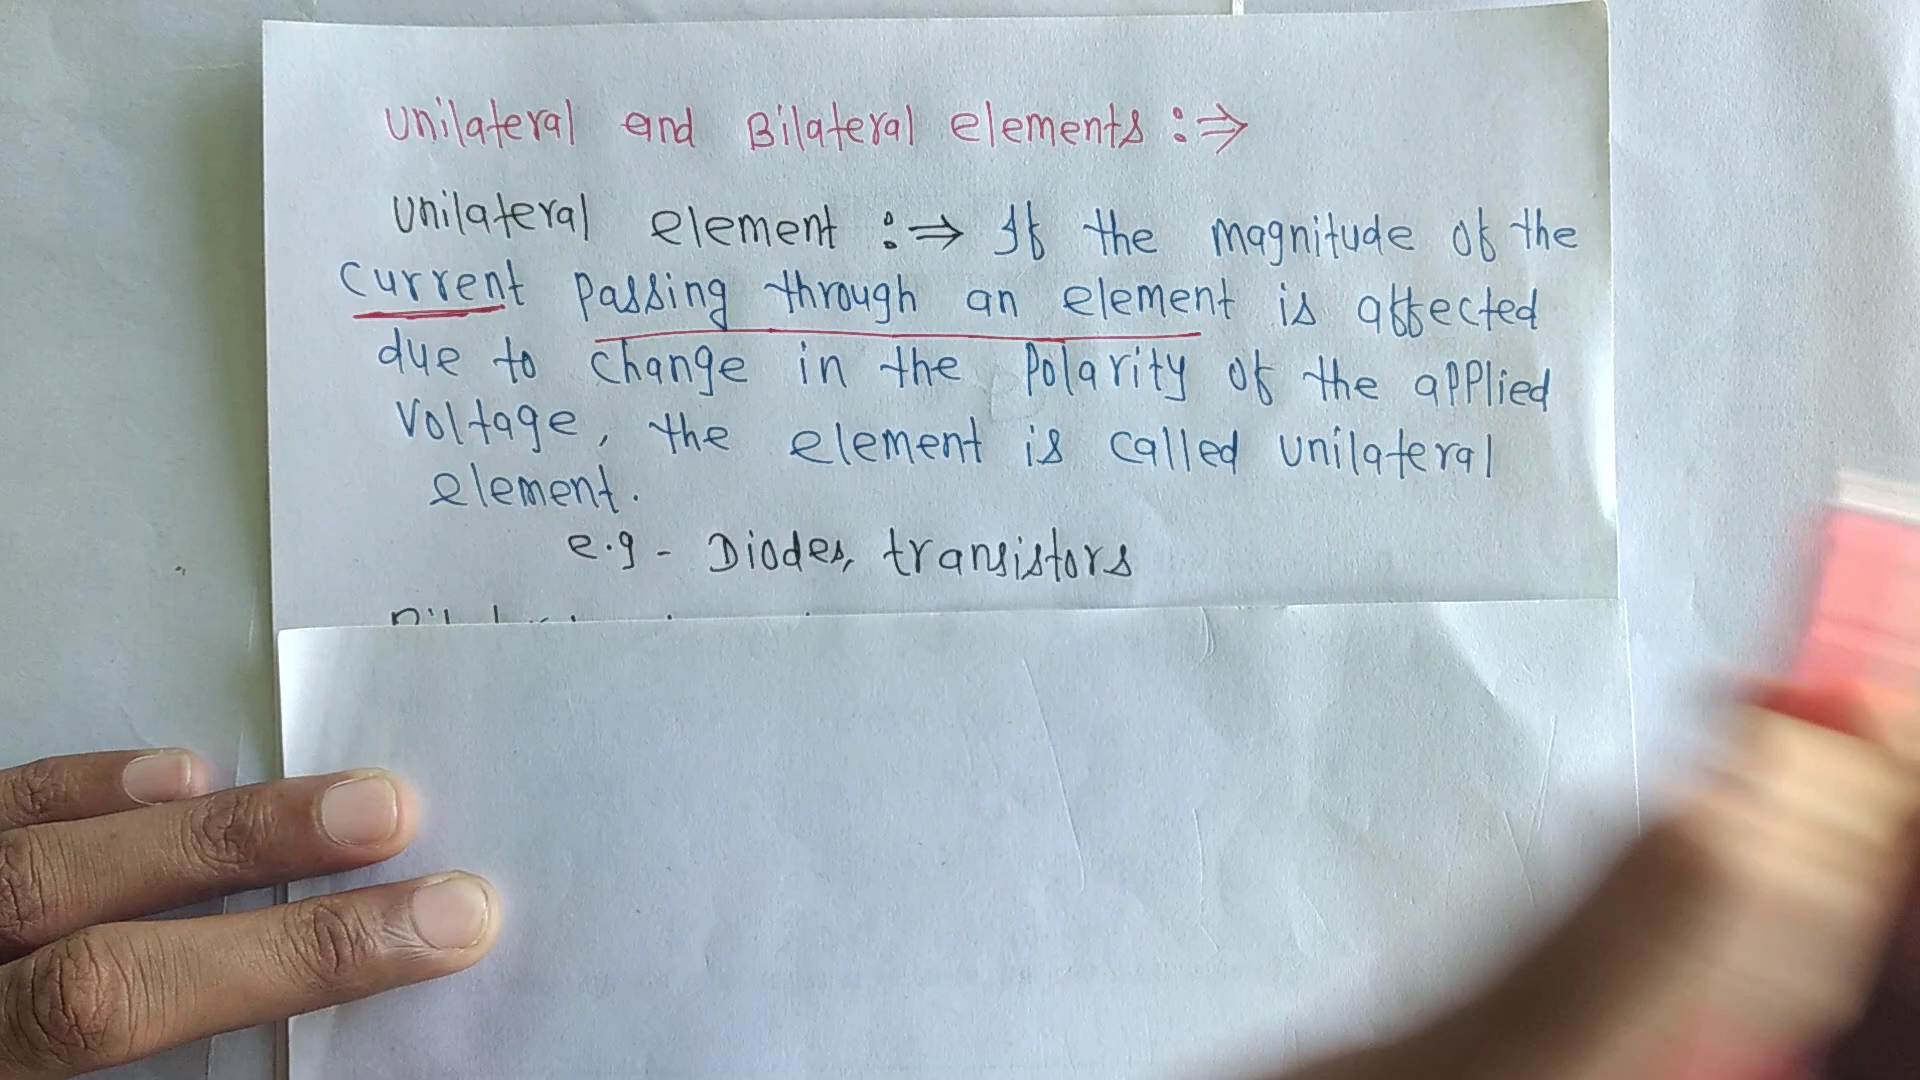 Unilateral and Bilateral elements :⇒
Unilateral element :⇒ If the magnitude of the
current passing through an element is affected
due to change in the Polarity of the applied
Voltage, the element is called unilateral
element.
e.g - Diodes, transistors